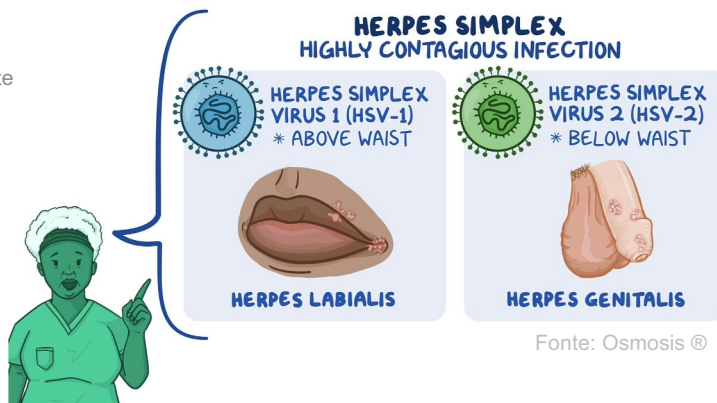 HERPES SIMPLEX
HIGHLY CONTAGIOUS INFECTION
HERPES SIMPLEX
VIRUS 1 (HSV-1)
* ABOVE WAIST
HERPES LABIALIS
HERPES SIMPLEX
VIRUS 2 (HSV-2)
* BELOW WAIST
HERPES GENITALIS
Fonte: Osmosis ®